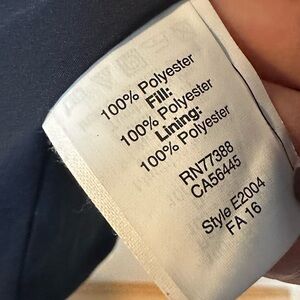 100% Polyester
Fill:
100% Polyester
Lining:
100% Polyester
RN77388
CA56445
Style E2004
FA 16